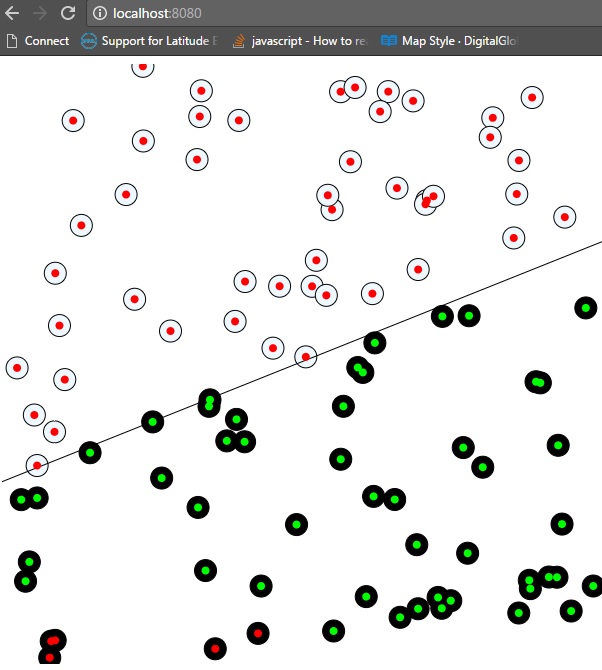 localhost:8080
Connect
Support for Latitude E
javascript - How to re
Map Style · DigitalGlo